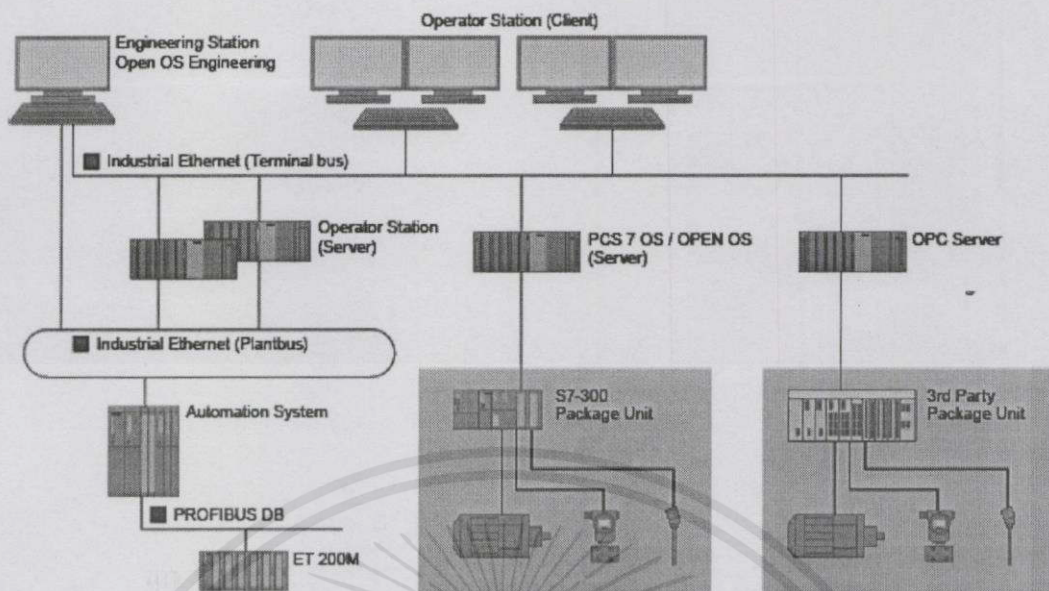 Operator Station (Client)
Engineering Station
Open OS Engineering
Industrial Ethernet (Terminal bus)
Operator Station
(Server)
PCS 7 OS / OPEN OS
(Server)
OPC Server
Industrial Ethernet (Plantbus)
Automation System
S7-300
Package Unit
3rd Party
Package Unit
PROFIBUS DB
ET 200M